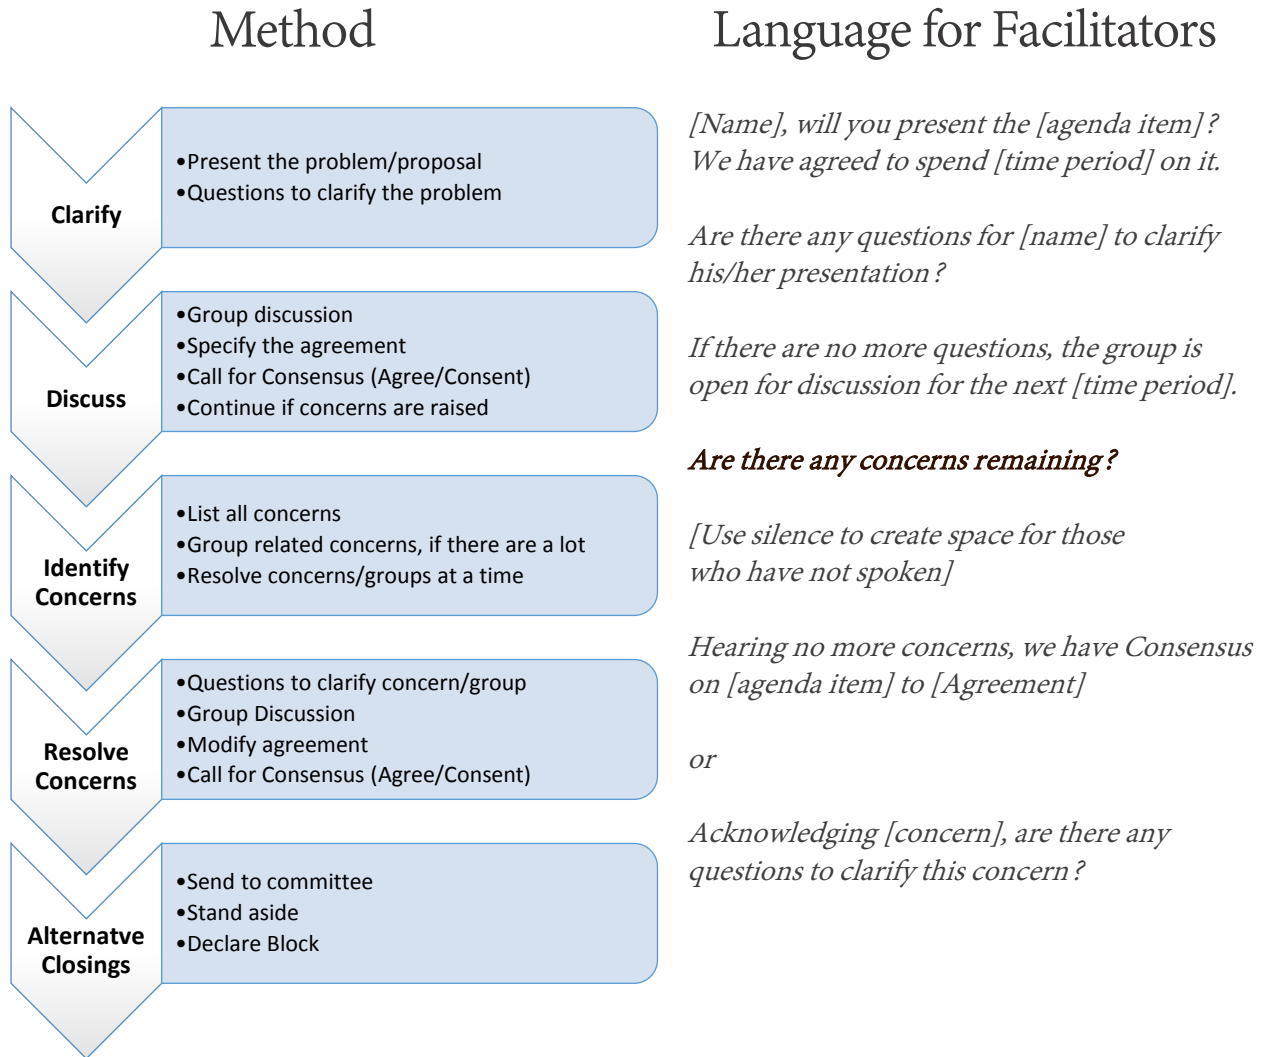 Method
Clarify
•Present the problem/proposal
•Questions to clarify the problem
Discuss
•Group discussion
•Specify the agreement
•Call for Consensus (Agree/Consent)
•Continue if concerns are raised
Identify
Concerns
•List all concerns
•Group related concerns, if there are a lot
•Resolve concerns/groups at a time
Resolve
Concerns
•Questions to clarify concern/group
•Group Discussion
•Modify agreement
•Call for Consensus (Agree/Consent)
Alternatve
Closings
•Send to committee
•Stand aside
•Declare Block
Language for Facilitators
[Name], will you present the [agenda item]?
We have agreed to spend [time period] on it.
Are there any questions for [name] to clarify
his/her presentation?
If there are no more questions, the group is
open for discussion for the next [time period].
Are there any concerns remaining?
[Use silence to create space for those
who have not spoken]
Hearing no more concerns, we have Consensus
on [agenda item] to [Agreement]
or
Acknowledging [concern], are there any
questions to clarify this concern?